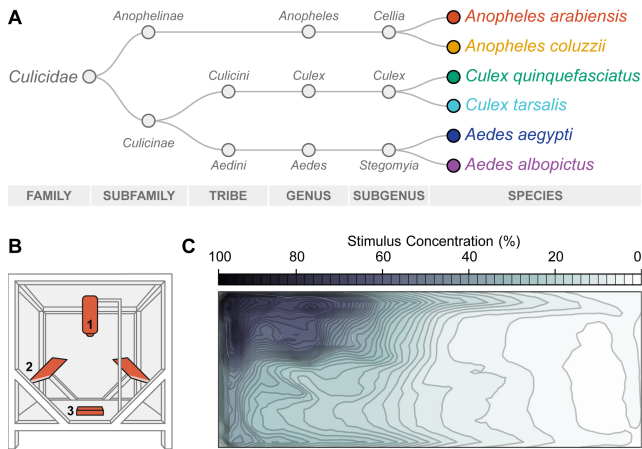 A
Anophelinae
Anopheles
Cellia
Anopheles arabiensis
Anopheles coluzzii
Culicidae
Culicini
Culex
Culex
Culex quinquefasciatus
Culex tarsalis
Culicinae
Aedini
Aedes
Stegomyia
Aedes aegypti
Aedes albopictus
FAMILY SUBFAMILY TRIBE GENUS SUBGENUS SPECIES
B
1
2
3
C
Stimulus Concentration (%)
100 80 60 40 20 0